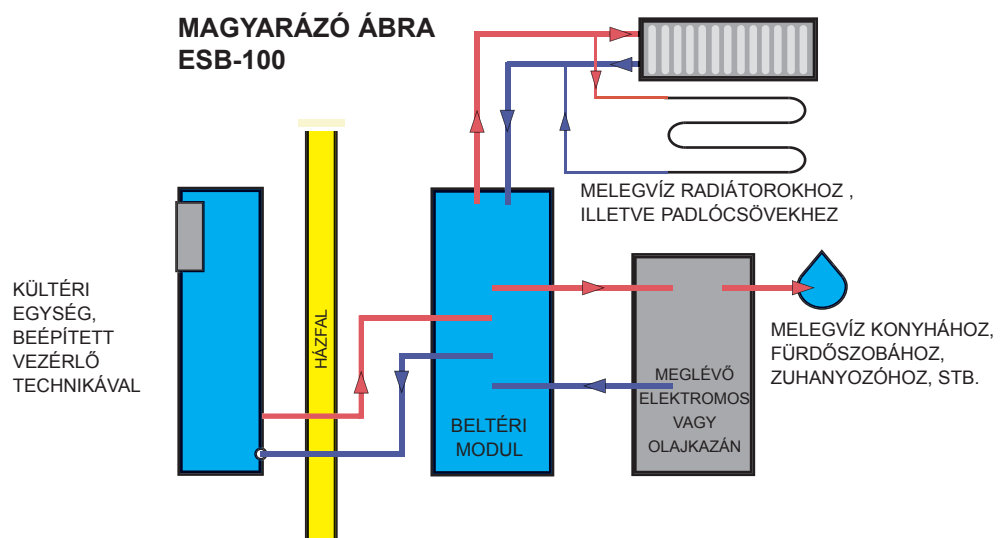 MAGYARÁZÓ ÁBRA
ESB-100
MELEGVÍZ RADIÁTOROKHOZ ,
ILLETVE PADLÓCSÖVEKHEZ
KÜLTÉRI
EGYSÉG,
BEÉPÍTETT
VEZÉRLŐ
TECHNIKÁVAL
HÁZFAL
BELTÉRI
MODUL
MEGLÉVŐ
ELEKTROMOS
VAGY
OLAJKAZÁN
MELEGVÍZ KONYHÁHOZ,
FÜRDŐSZOBÁHOZ,
ZUHANYOZÓHOZ, STB.